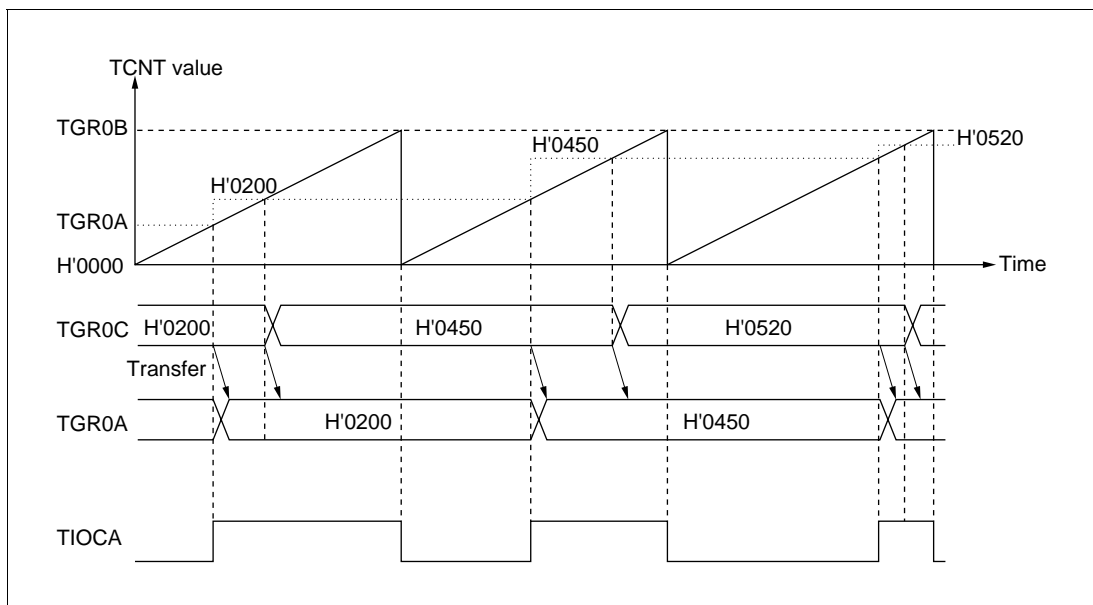 TCNT value
TGR0B
H'0520
H'0450
H'0200
TGR0A
H'0000
Time
TGR0C
H'0200
H'0450
H'0520
Transfer
TGR0A
H'0200
H'0450
TIOCA